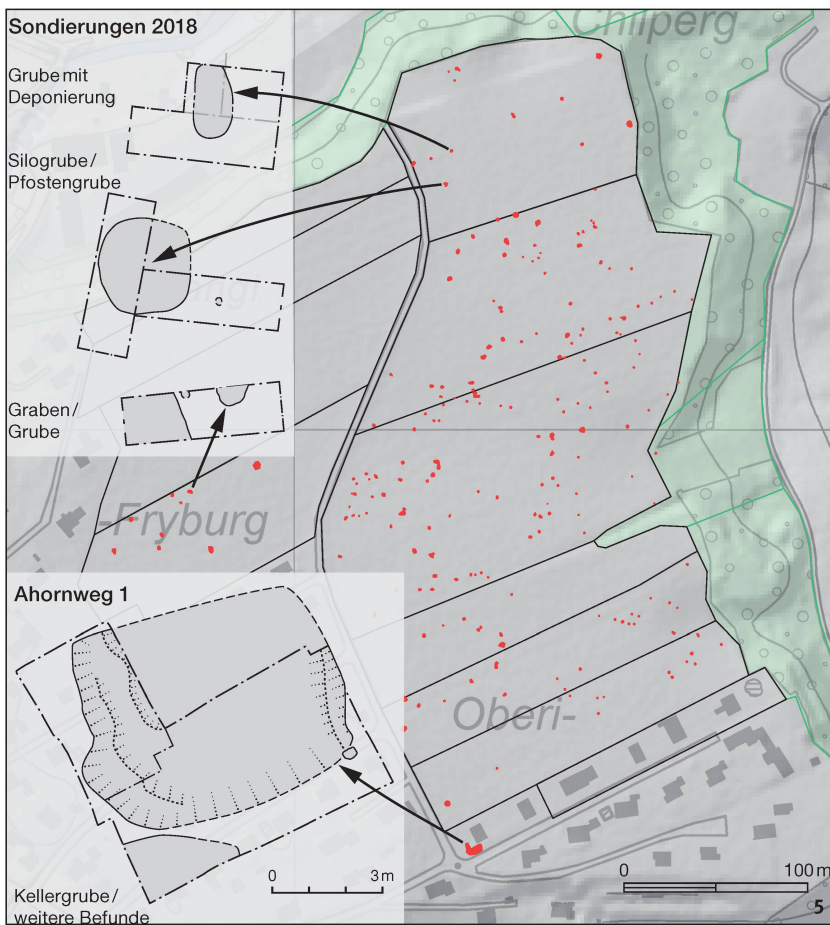 Sondierungen 2018
Chilperg
Grube mit
Deponierung
Silogrube/
Pfostengrube
Graben/
Grube
-Fryburg
Ahornweg 1
Oberi-
0 3 m
Kellergrube/
weitere Befunde
0 100 m
5